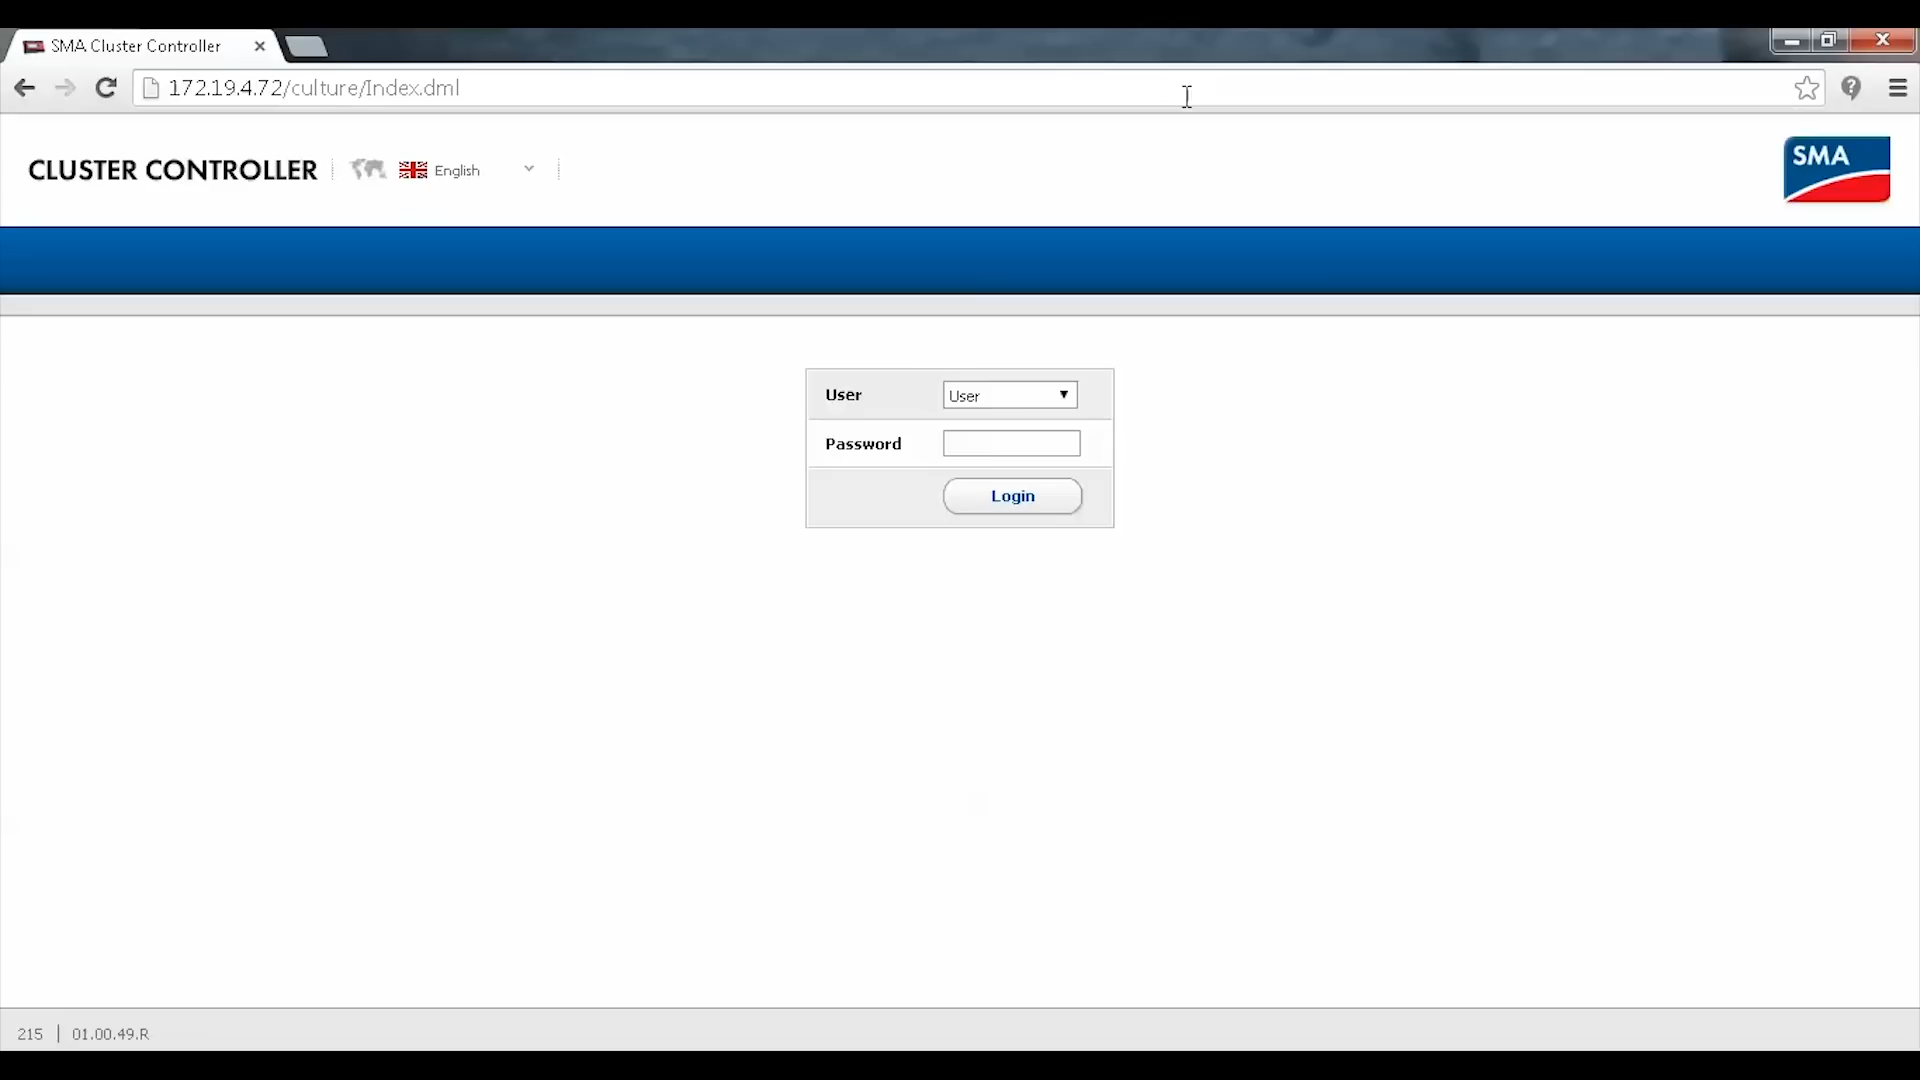 SMA Cluster Controller
172.19.4.72/culture/Index.dml
CLUSTER CONTROLLER
English
SMA
User
User
Password
Login
215 | 01.00.49.R